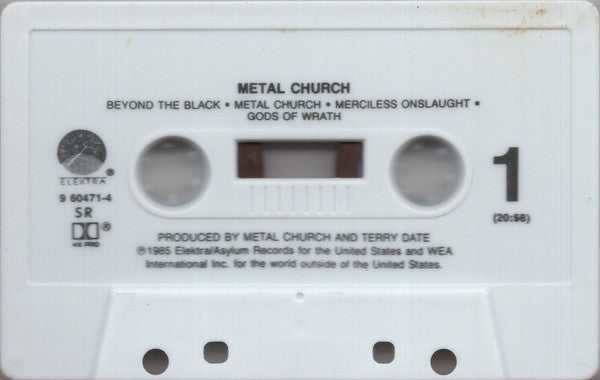 METAL CHURCH
BEYOND THE BLACK • METAL CHURCH • MERCILESS ONSLAUGHT •
GODS OF WRATH
ELEKTRA®
9 60471-4
SR
®
HX PRO
1
(20:56)
PRODUCED BY METAL CHURCH AND TERRY DATE
℗1985 Elektra/Asylum Records for the United States and WEA
International Inc. for the world outside of the United States.